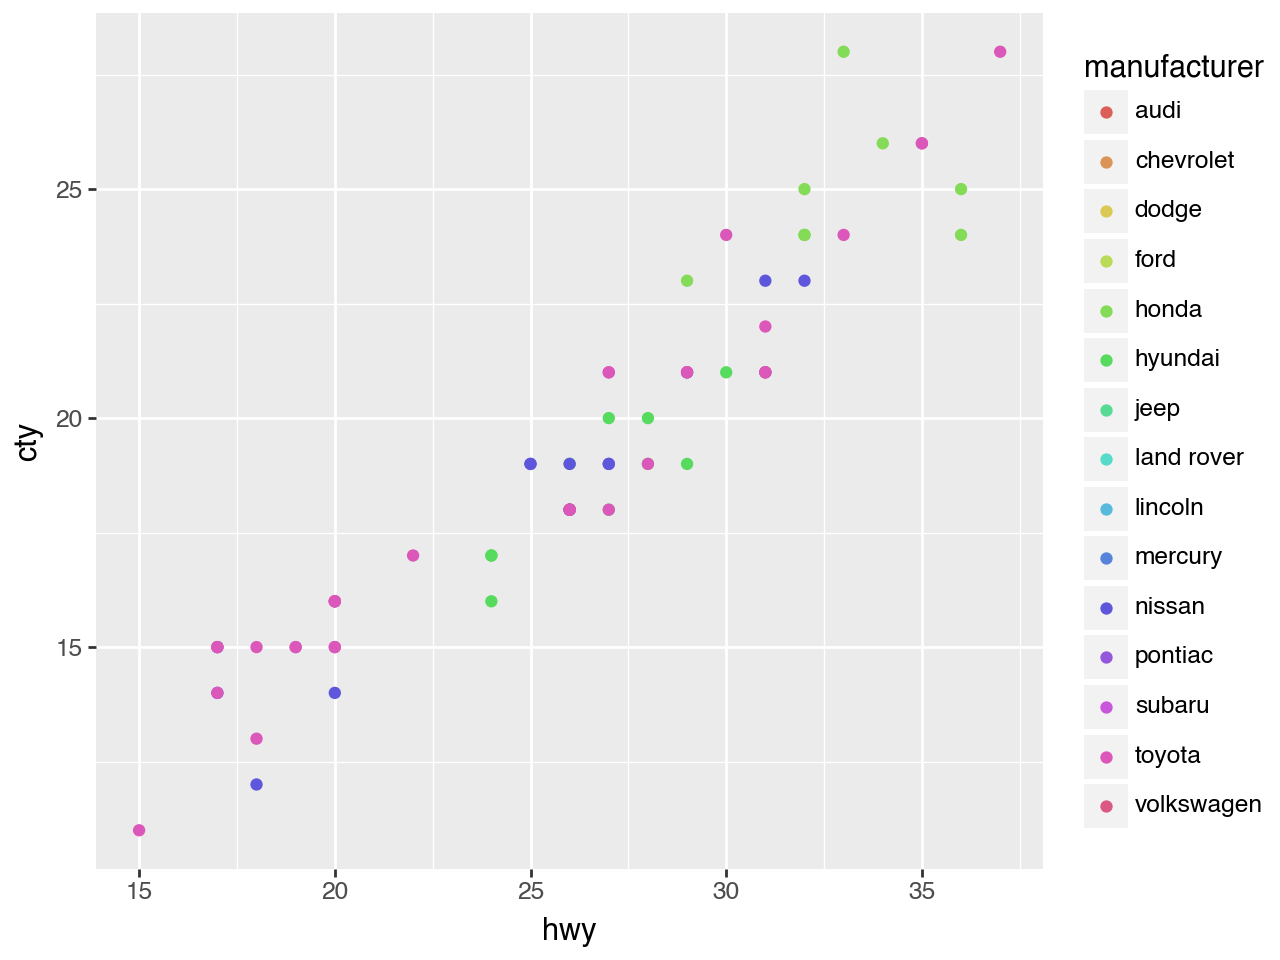 manufacturer
audi
chevrolet
dodge
ford
honda
hyundai
jeep
land rover
lincoln
mercury
nissan
pontiac
subaru
toyota
volkswagen
25
20
15
cty
15 20 25 30 35
hwy